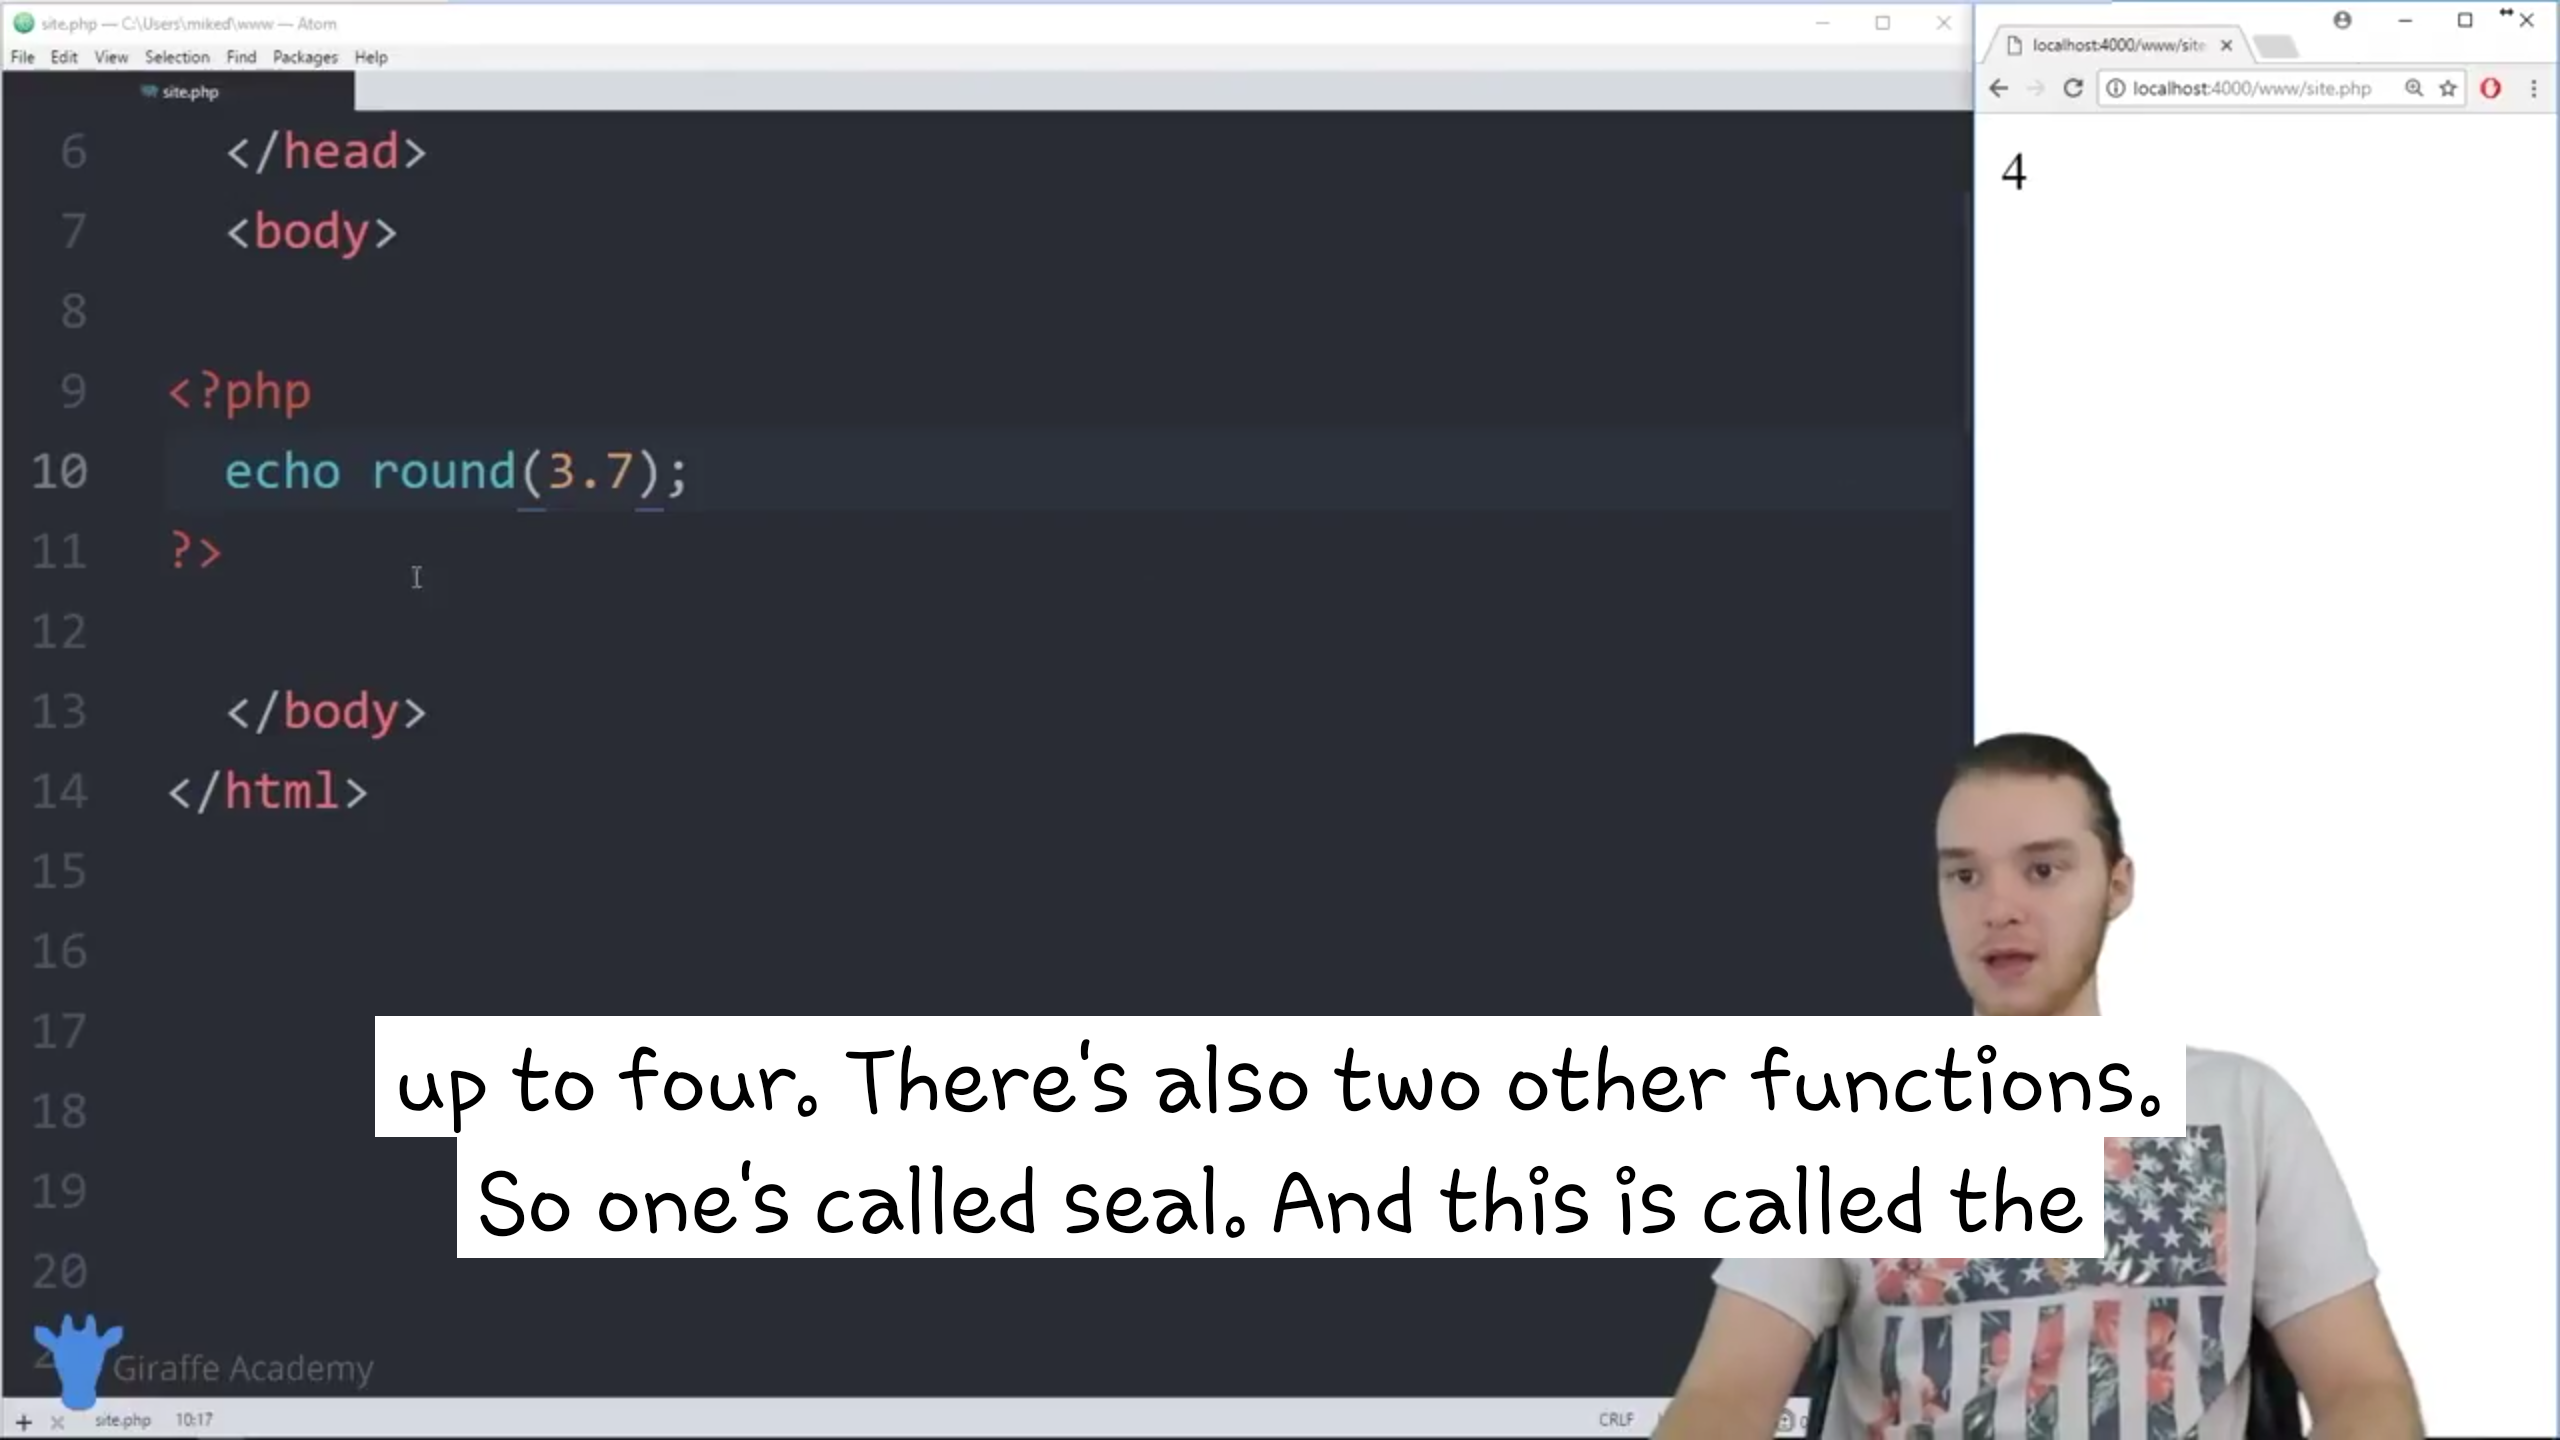 site.php — C:\Users\miked\www — Atom
File Edit View Selection Find Packages Help
site.php
6 </head>
7 <body>
8
9 <?php
10 echo round(3.7);
11 ?>
12
13 </body>
14 </html>
15
16
17
18
19
20
Giraffe Academy
site.php 10:17
CRLF
localhost:4000/www/site
localhost:4000/www/site.php
4
up to four. There's also two other functions.
So one's called seal. And this is called the